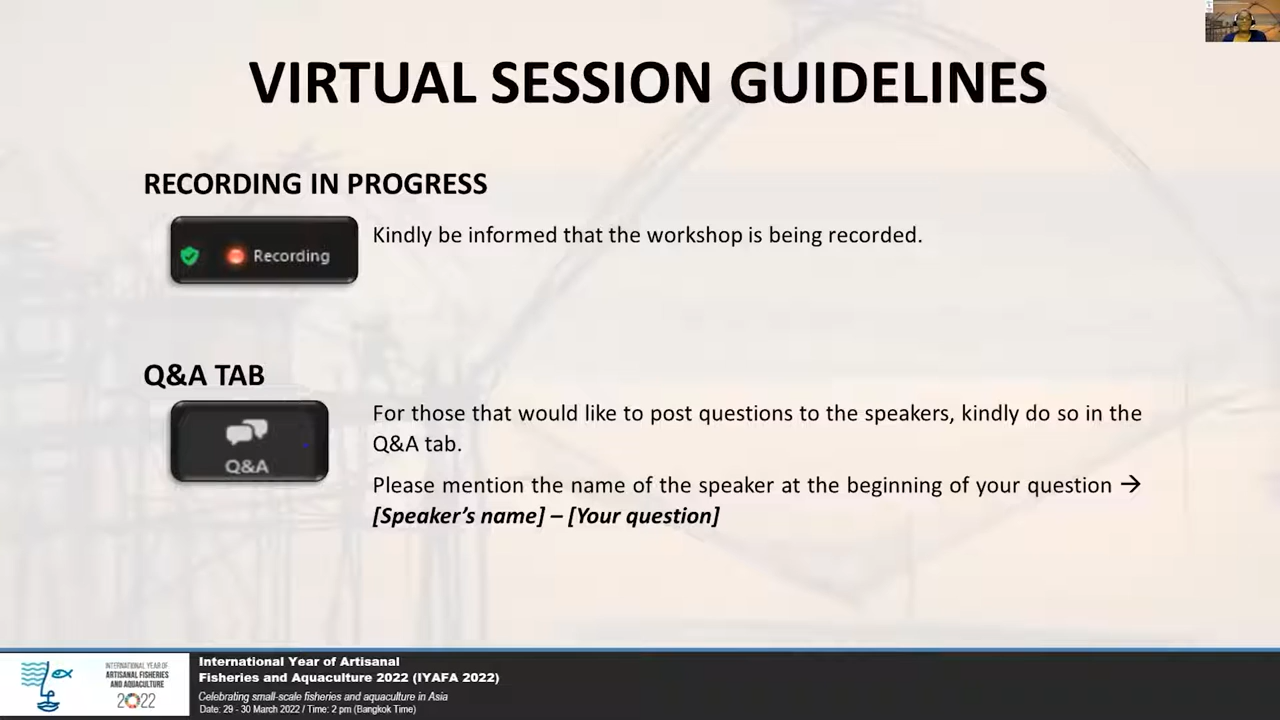 VIRTUAL SESSION GUIDELINES
RECORDING IN PROGRESS
Recording
Kindly be informed that the workshop is being recorded.
Q&A TAB
Q&A
For those that would like to post questions to the speakers, kindly do so in the
Q&A tab.
Please mention the name of the speaker at the beginning of your question →
[Speaker's name] – [Your question]
INTERNATIONAL YEAR OF
ARTISANAL FISHERIES
AND AQUACULTURE
2022
International Year of Artisanal
Fisheries and Aquaculture 2022 (IYAFA 2022)
Celebrating small-scale fisheries and aquaculture in Asia
Date: 29 - 30 March 2022 / Time: 2 pm (Bangkok Time)